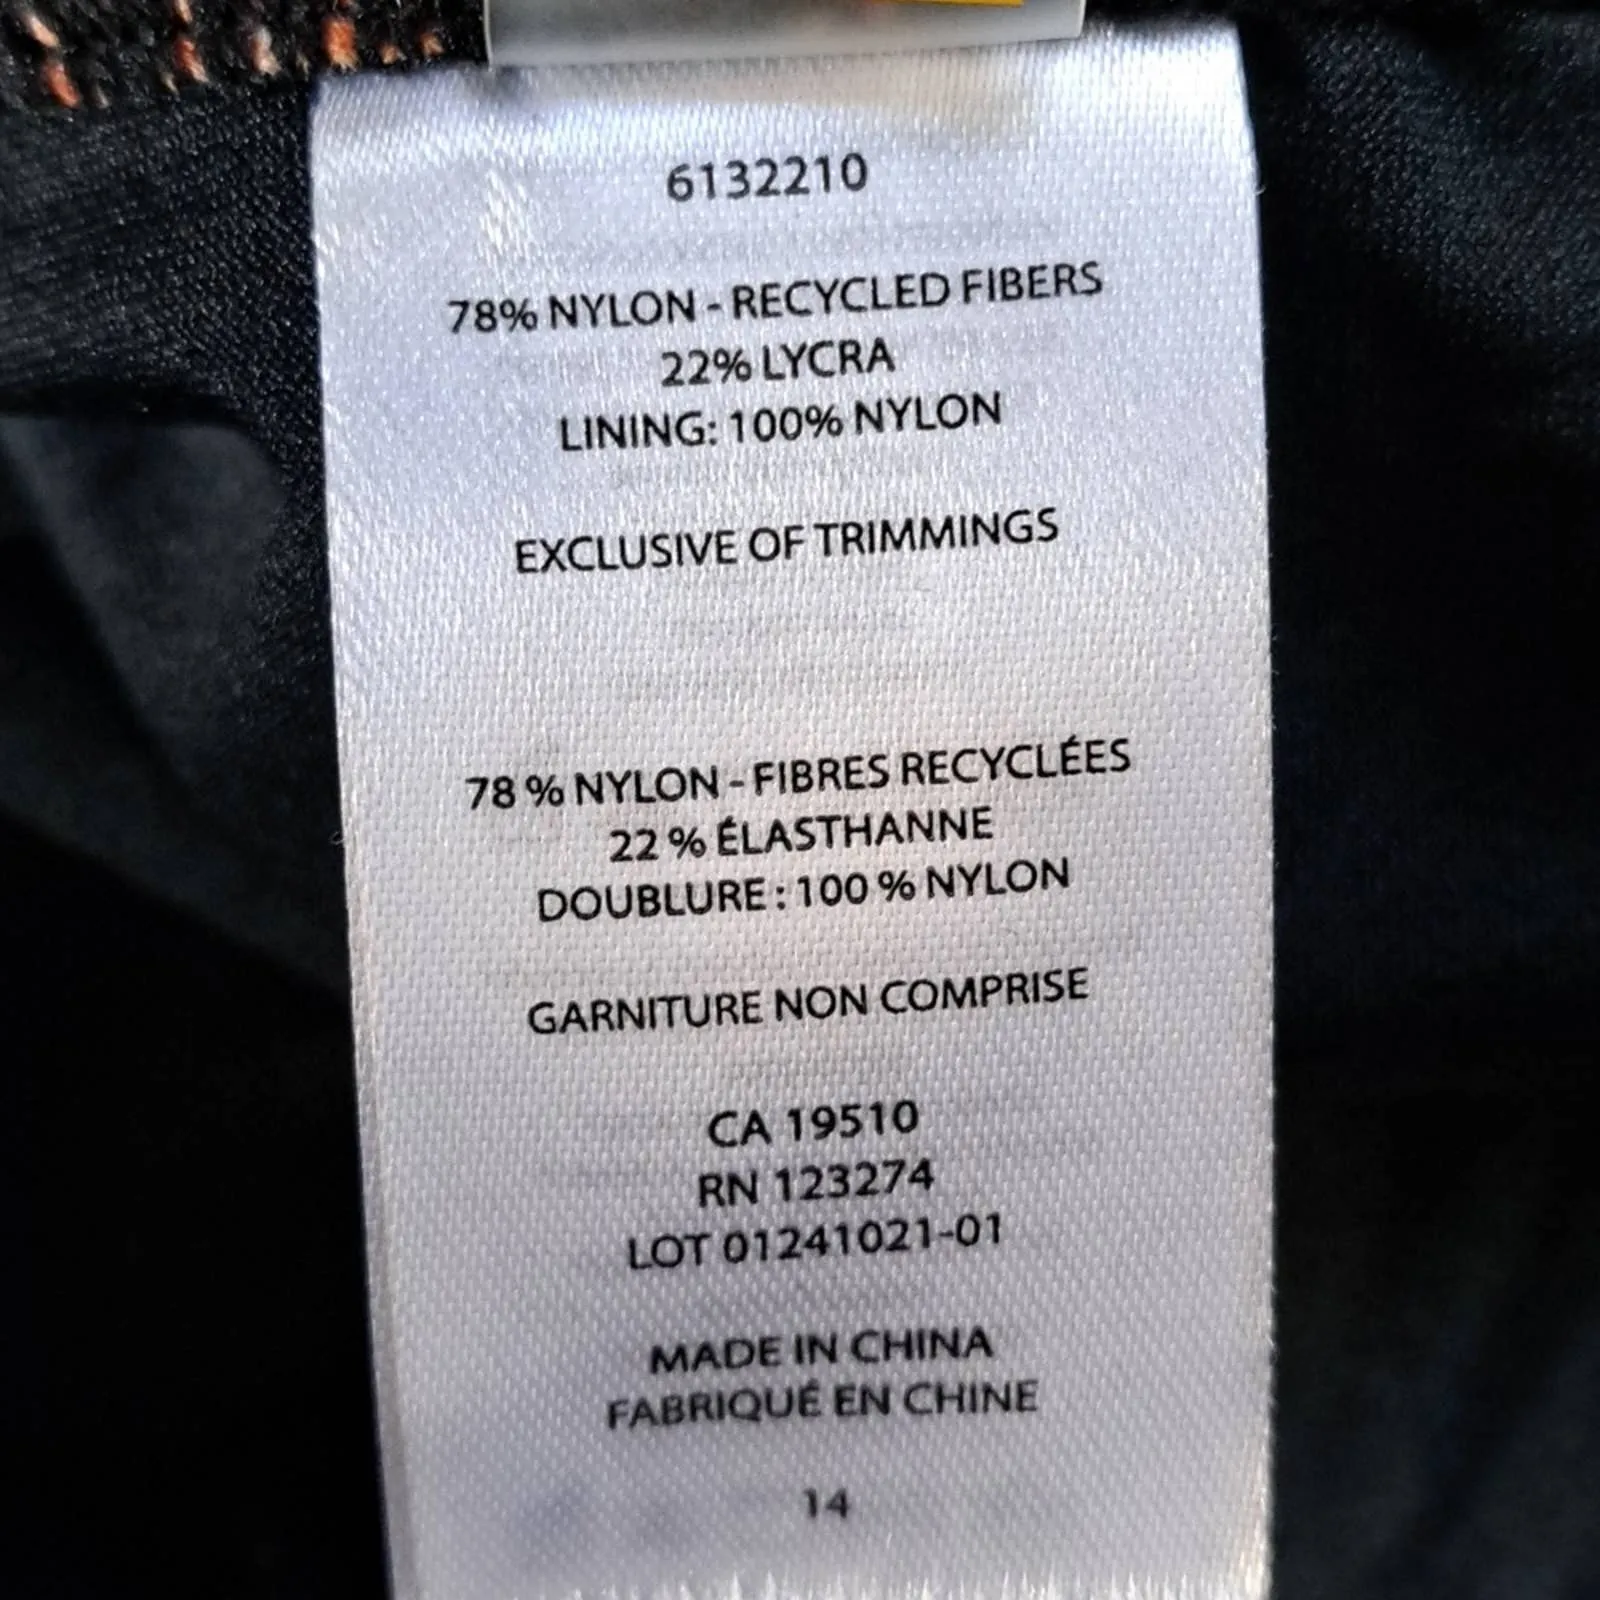 6132210
78% NYLON - RECYCLED FIBERS
22% LYCRA
LINING: 100% NYLON
EXCLUSIVE OF TRIMMINGS
78 % NYLON - FIBRES RECYCLÉES
22 % ÉLASTHANNE
DOUBLURE : 100 % NYLON
GARNITURE NON COMPRISE
CA 19510
RN 123274
LOT 01241021-01
MADE IN CHINA
FABRIQUÉ EN CHINE
14